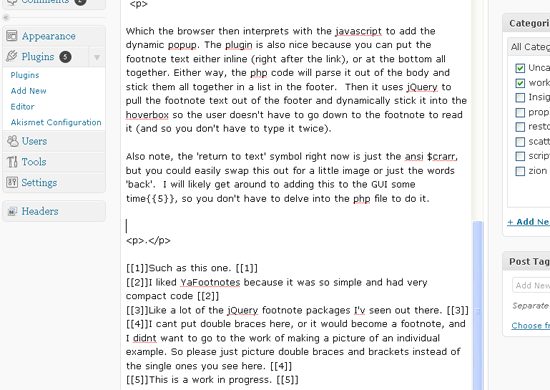 Comments 2
Appearance
Plugins 5
Plugins
Add New
Editor
Akismet Configuration
Users
Tools
Settings
Headers
<p>
Which the browser then interprets with the javascript to add the
dynamic popup. The plugin is also nice because you can put the
footnote text either inline (right after the link), or at the bottom all
together. Either way, the php code will parse it out of the body and
stick them all together in a list in the footer.  Then it uses jQuery to
pull the footnote text out of the footer and dynamically stick it into the
hoverbox so the user doesn't have to go down to the footnote to read
it (and so you don't have to type it twice).
Also note, the 'return to text' symbol right now is just the ansi $crarr,
but you could easily swap this out for a little image or just the words
'back'.  I will likely get around to adding this to the GUI some
time{{5}}, so you don't have to delve into the php file to do it.
<p>.</p>
[[1]]Such as this one. [[1]]
[[2]]I liked YaFootnotes because it was so simple and had very
compact code [[2]]
[[3]]Like a lot of the jQuery footnote packages I'v seen out there. [[3]]
[[4]]I cant put double braces here, or it would become a footnote, and
I didnt want to go to the work of making a picture of an individual
example. So please just picture double braces and brackets instead of
the single ones you see here. [[4]]
[[5]]This is a work in progress. [[5]]
Categori
All Categ
Unca
work
Insig
prop
resto
scatt
script
zion
+ Add New
Post Tag
Add New
Separate
Choose fr